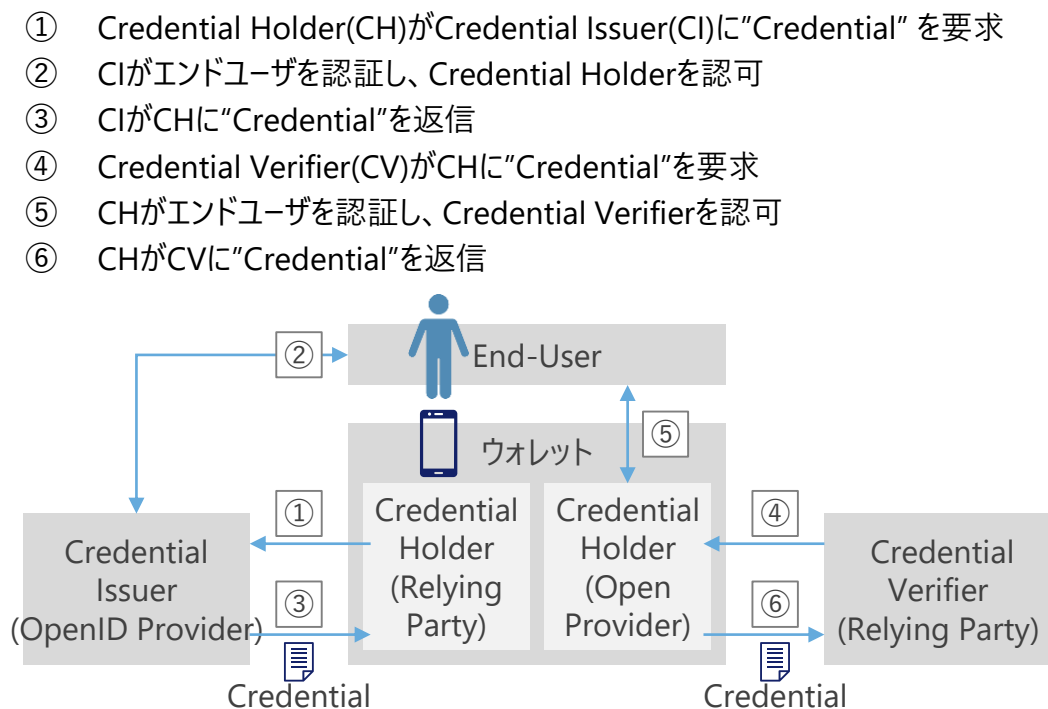 ① Credential Holder(CH)がCredential Issuer(CI)に”Credential” を要求
② CIがエンドユーザを認証し、Credential Holderを認可
③ CIがCHに“Credential”を返信
④ Credential Verifier(CV)がCHに”Credential”を要求
⑤ CHがエンドユーザを認証し、Credential Verifierを認可
⑥ CHがCVに”Credential”を返信
②
End-User
⑤
ウォレット
①
Credential
Holder
(Relying
Party)
Credential
Holder
(Open
Provider)
④
Credential
Issuer
(OpenID Provider)
③
⑥
Credential
Verifier
(Relying Party)
Credential
Credential